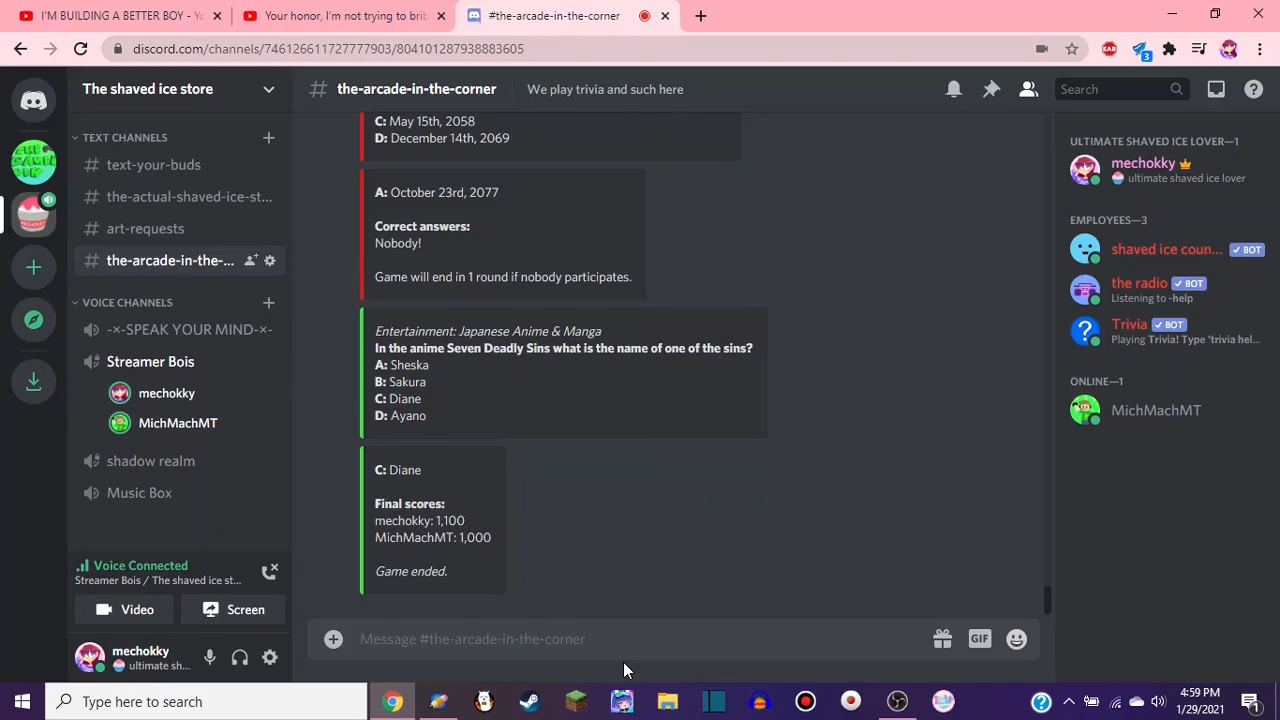 I'M BUILDING A BETTER BOY - Yo
Your honor, I'm not trying to brib
#the-arcade-in-the-corner
discord.com/channels/746126611727777903/804101287938883605
EAB
3
The shaved ice store
the-arcade-in-the-corner
We play trivia and such here
Search
TEXT CHANNELS
text-your-buds
the-actual-shaved-ice-st...
art-requests
the-arcade-in-the-...
VOICE CHANNELS
-×-SPEAK YOUR MIND-×-
Streamer Bois
mechokky
MichMachMT
shadow realm
Music Box
Voice Connected
Streamer Bois / The shaved ice st...
Video
Screen
mechokky
ultimate sh...
C: May 15th, 2058
D: December 14th, 2069
A: October 23rd, 2077
Correct answers:
Nobody!
Game will end in 1 round if nobody participates.
Entertainment: Japanese Anime & Manga
In the anime Seven Deadly Sins what is the name of one of the sins?
A: Sheska
B: Sakura
C: Diane
D: Ayano
C: Diane
Final scores:
mechokky: 1,100
MichMachMT: 1,000
Game ended.
Message #the-arcade-in-the-corner
GIF
ULTIMATE SHAVED ICE LOVER—1
mechokky
ultimate shaved ice lover
EMPLOYEES—3
shaved ice coun... ✓ BOT
the radio ✓ BOT
Listening to -help
Trivia ✓ BOT
Playing Trivia! Type 'trivia hel...
ONLINE—1
MichMachMT
Type here to search
4:59 PM
1/29/2021
1